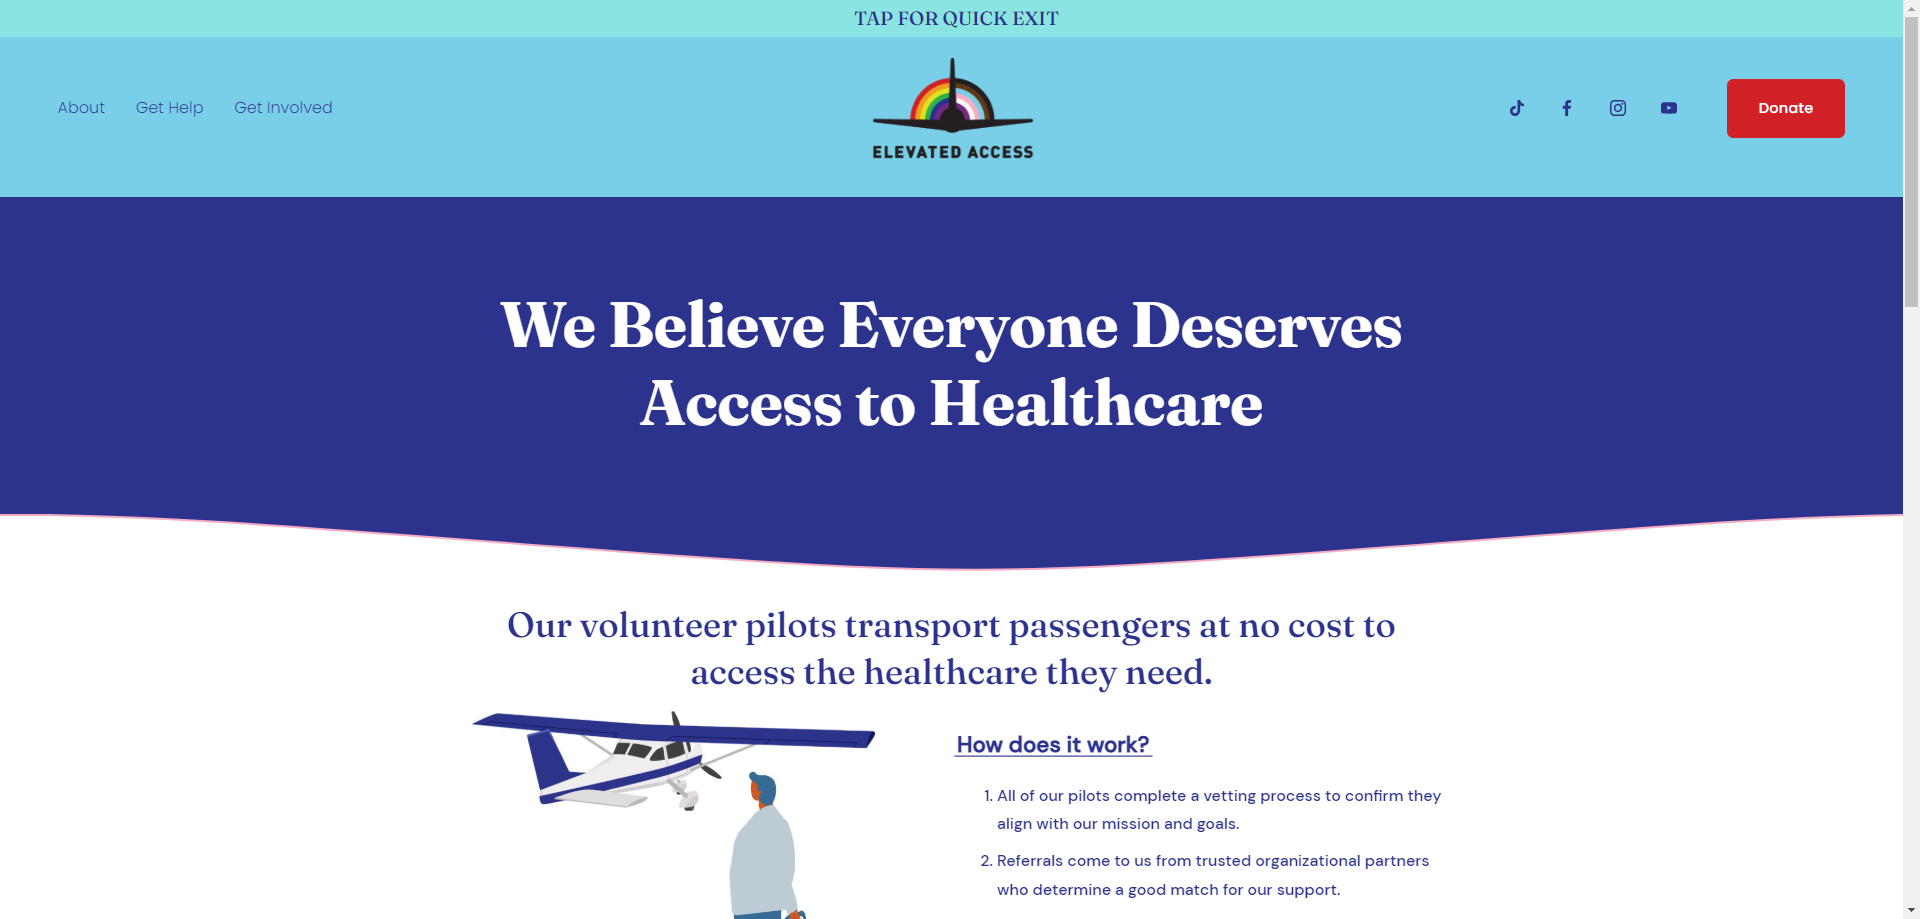 TAP FOR QUICK EXIT
About
Get Help
Get Involved
ELEVATED ACCESS
Donate
We Believe Everyone Deserves
Access to Healthcare
Our volunteer pilots transport passengers at no cost to
access the healthcare they need.
How does it work?
1. All of our pilots complete a vetting process to confirm they
align with our mission and goals.
2. Referrals come to us from trusted organizational partners
who determine a good match for our support.